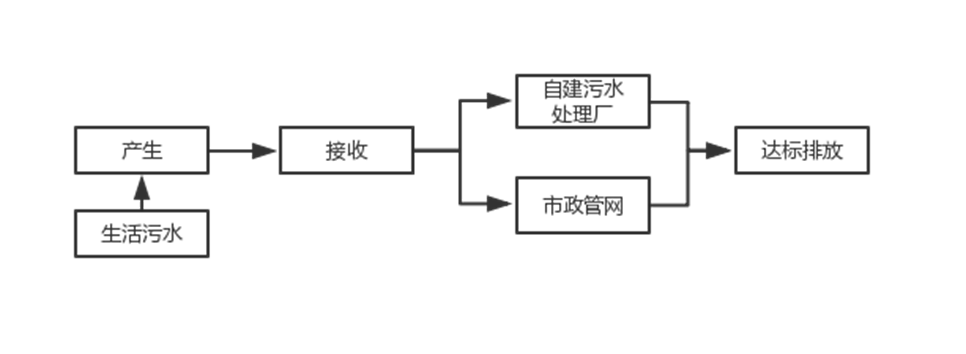 自建污水
处理厂
产生
接收
达标排放
市政管网
生活污水